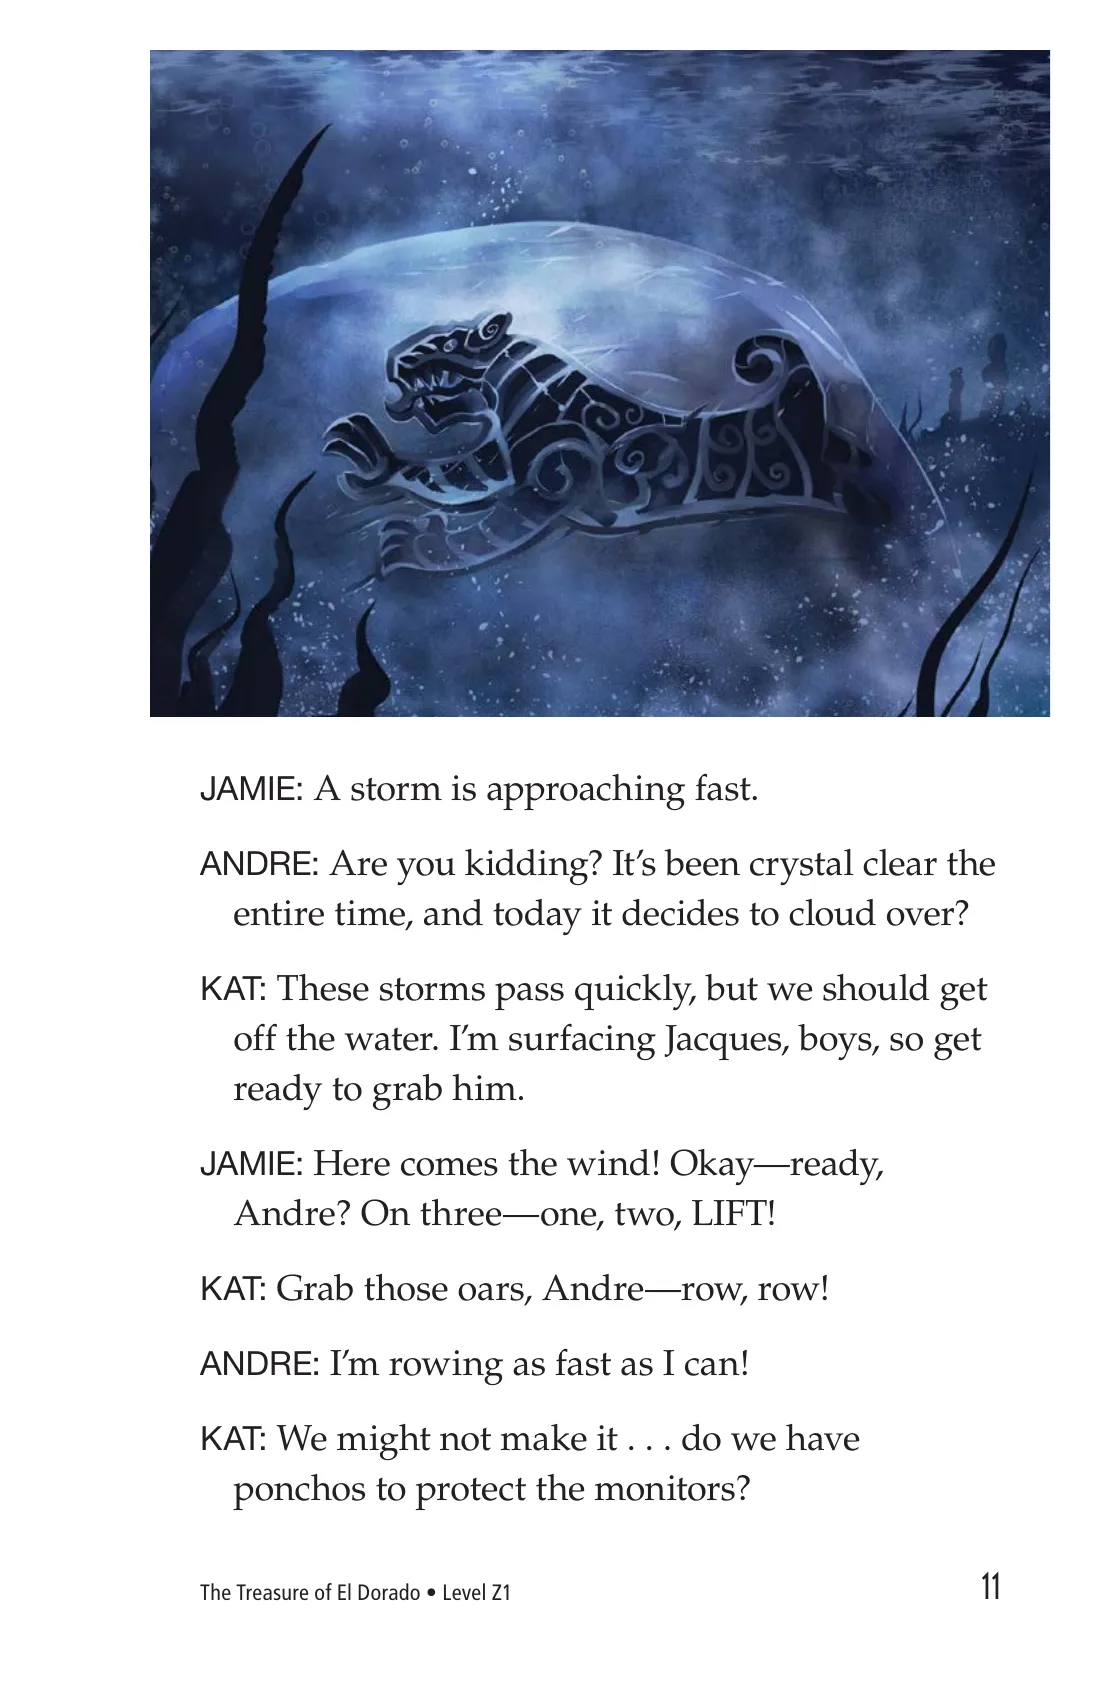 JAMIE: A storm is approaching fast.
ANDRE: Are you kidding? It’s been crystal clear the
entire time, and today it decides to cloud over?
KAT: These storms pass quickly, but we should get
off the water. I’m surfacing Jacques, boys, so get
ready to grab him.
JAMIE: Here comes the wind! Okay—ready,
Andre? On three—one, two, LIFT!
KAT: Grab those oars, Andre—row, row!
ANDRE: I’m rowing as fast as I can!
KAT: We might not make it . . . do we have
ponchos to protect the monitors?
The Treasure of El Dorado • Level Z1
11